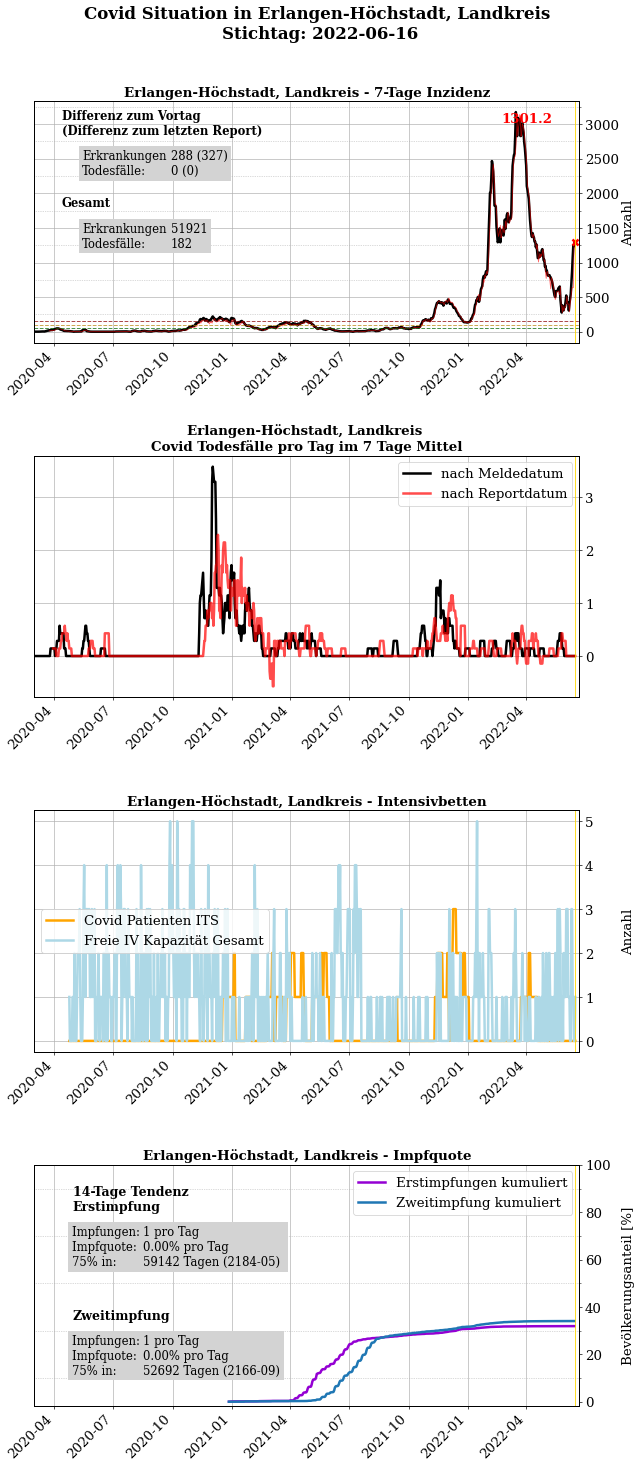 Covid Situation in Erlangen-Höchstadt, Landkreis
Stichtag: 2022-06-16
Erlangen-Höchstadt, Landkreis - 7-Tage Inzidenz
Differenz zum Vortag
(Differenz zum letzten Report)
Erkrankungen 288 (327)
Todesfälle: 0 (0)
Gesamt
Erkrankungen 51921
Todesfälle: 182
1301.2
3000
2500
2000
1500
1000
500
0
Anzahl
2020-04 2020-07 2020-10 2021-01 2021-04 2021-07 2021-10 2022-01 2022-04
Erlangen-Höchstadt, Landkreis
Covid Todesfälle pro Tag im 7 Tage Mittel
nach Meldedatum
nach Reportdatum
3
2
1
0
2020-04 2020-07 2020-10 2021-01 2021-04 2021-07 2021-10 2022-01 2022-04
Erlangen-Höchstadt, Landkreis - Intensivbetten
Covid Patienten ITS
Freie IV Kapazität Gesamt
5
4
3
2
1
0
Anzahl
2020-04 2020-07 2020-10 2021-01 2021-04 2021-07 2021-10 2022-01 2022-04
Erlangen-Höchstadt, Landkreis - Impfquote
14-Tage Tendenz
Erstimpfung
Impfungen: 1 pro Tag
Impfquote: 0.00% pro Tag
75% in: 59142 Tagen (2184-05)
Zweitimpfung
Impfungen: 1 pro Tag
Impfquote: 0.00% pro Tag
75% in: 52692 Tagen (2166-09)
Erstimpfungen kumuliert
Zweitimpfung kumuliert
100
80
60
40
20
0
Bevölkerungsanteil [%]
2020-04 2020-07 2020-10 2021-01 2021-04 2021-07 2021-10 2022-01 2022-04